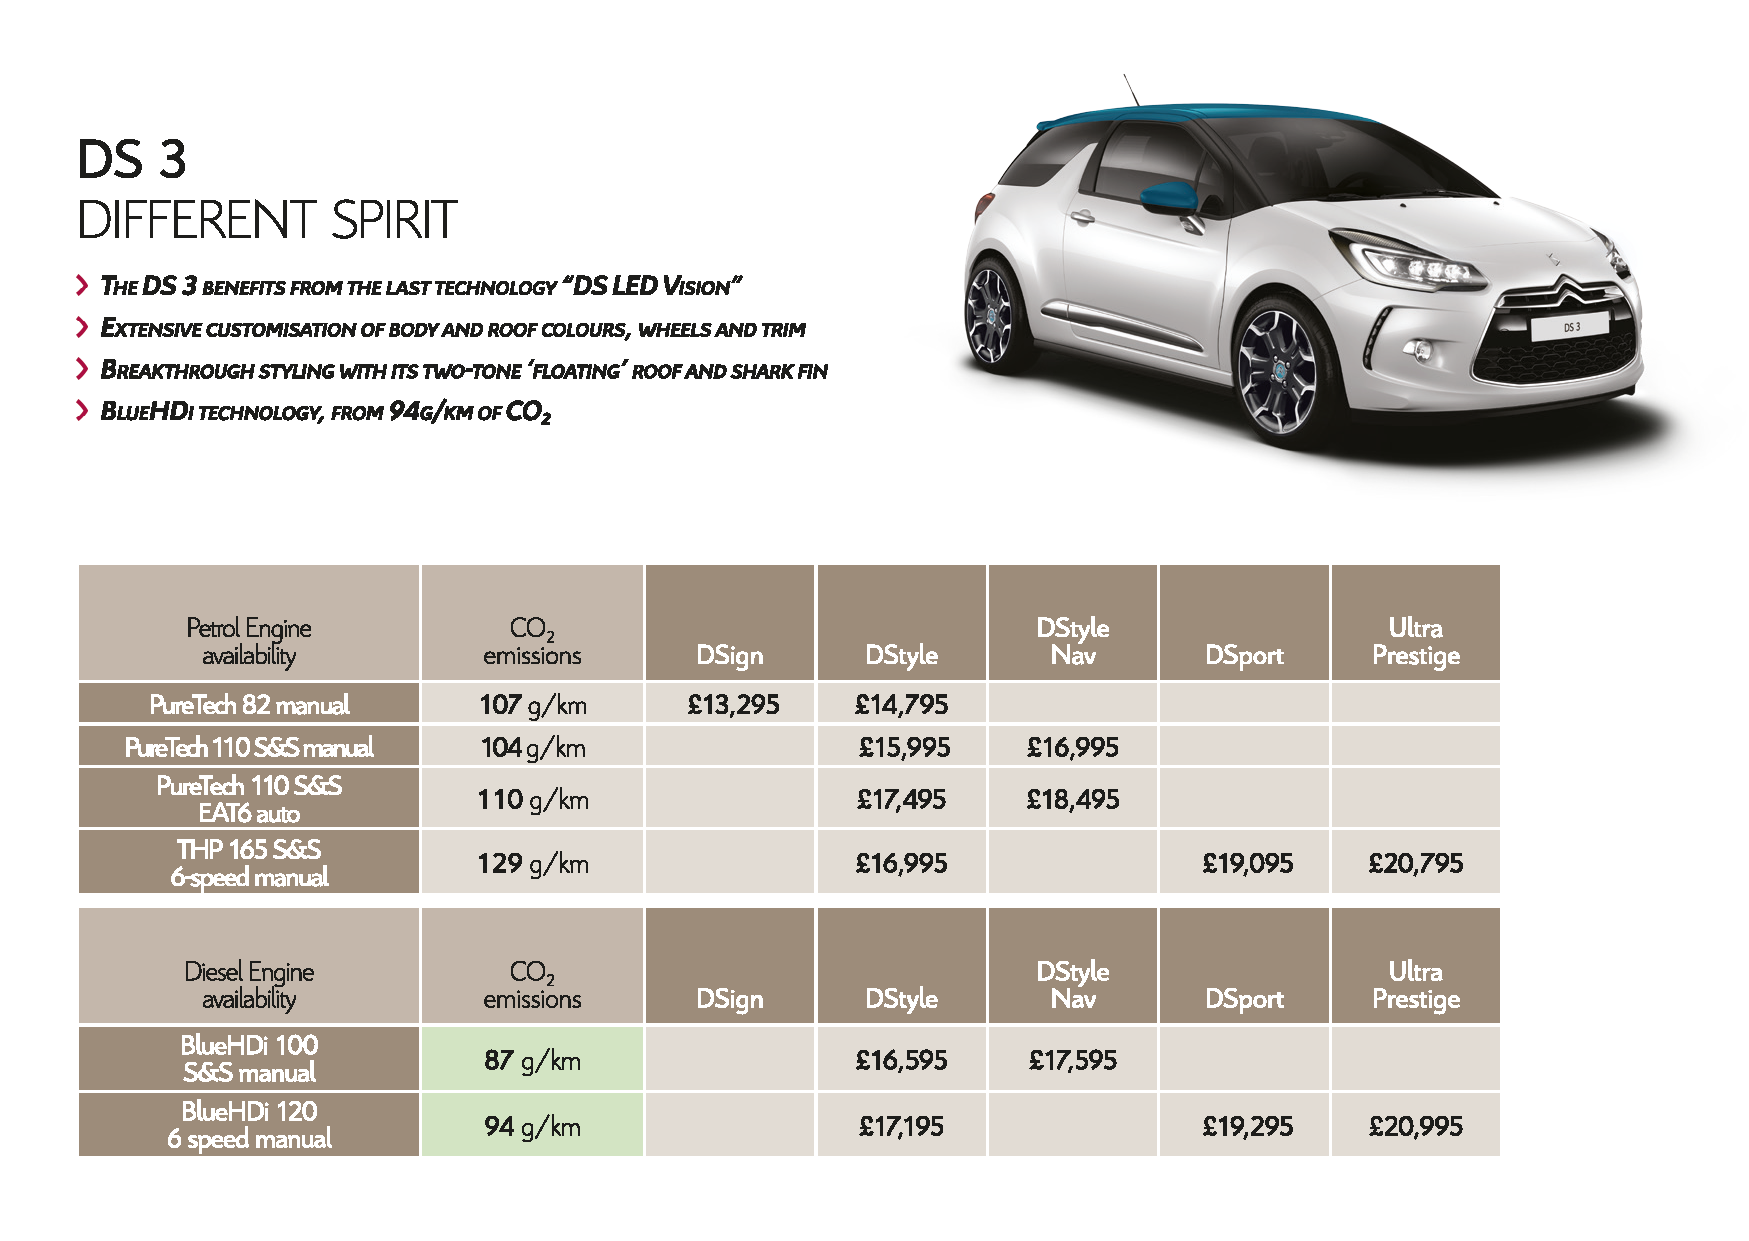 DS 3
DIFFERENT SPIRIT
THE DS 3 BENEFITS FROM THE LAST TECHNOLOGY “DS LED VISION”
EXTENSIVE CUSTOMISATION OF BODY AND ROOF COLOURS, WHEELS AND TRIM
BREAKTHROUGH STYLING WITH ITS TWO-TONE ‘FLOATING’ ROOF AND SHARK FIN
BLUEHDI TECHNOLOGY, FROM 94G/KM OF CO₂
DS 3
Petrol Engine availability CO₂ emissions DSign DStyle DStyle Nav DSport Ultra Prestige
PureTech 82 manual 107 g/km £13,295 £14,795
PureTech 110 S&S manual 104 g/km £15,995 £16,995
PureTech 110 S&S EAT6 auto 110 g/km £17,495 £18,495
THP 165 S&S 6-speed manual 129 g/km £16,995 £19,095 £20,795
Diesel Engine availability CO₂ emissions DSign DStyle DStyle Nav DSport Ultra Prestige
BlueHDi 100 S&S manual 87 g/km £16,595 £17,595
BlueHDi 120 6 speed manual 94 g/km £17,195 £19,295 £20,995